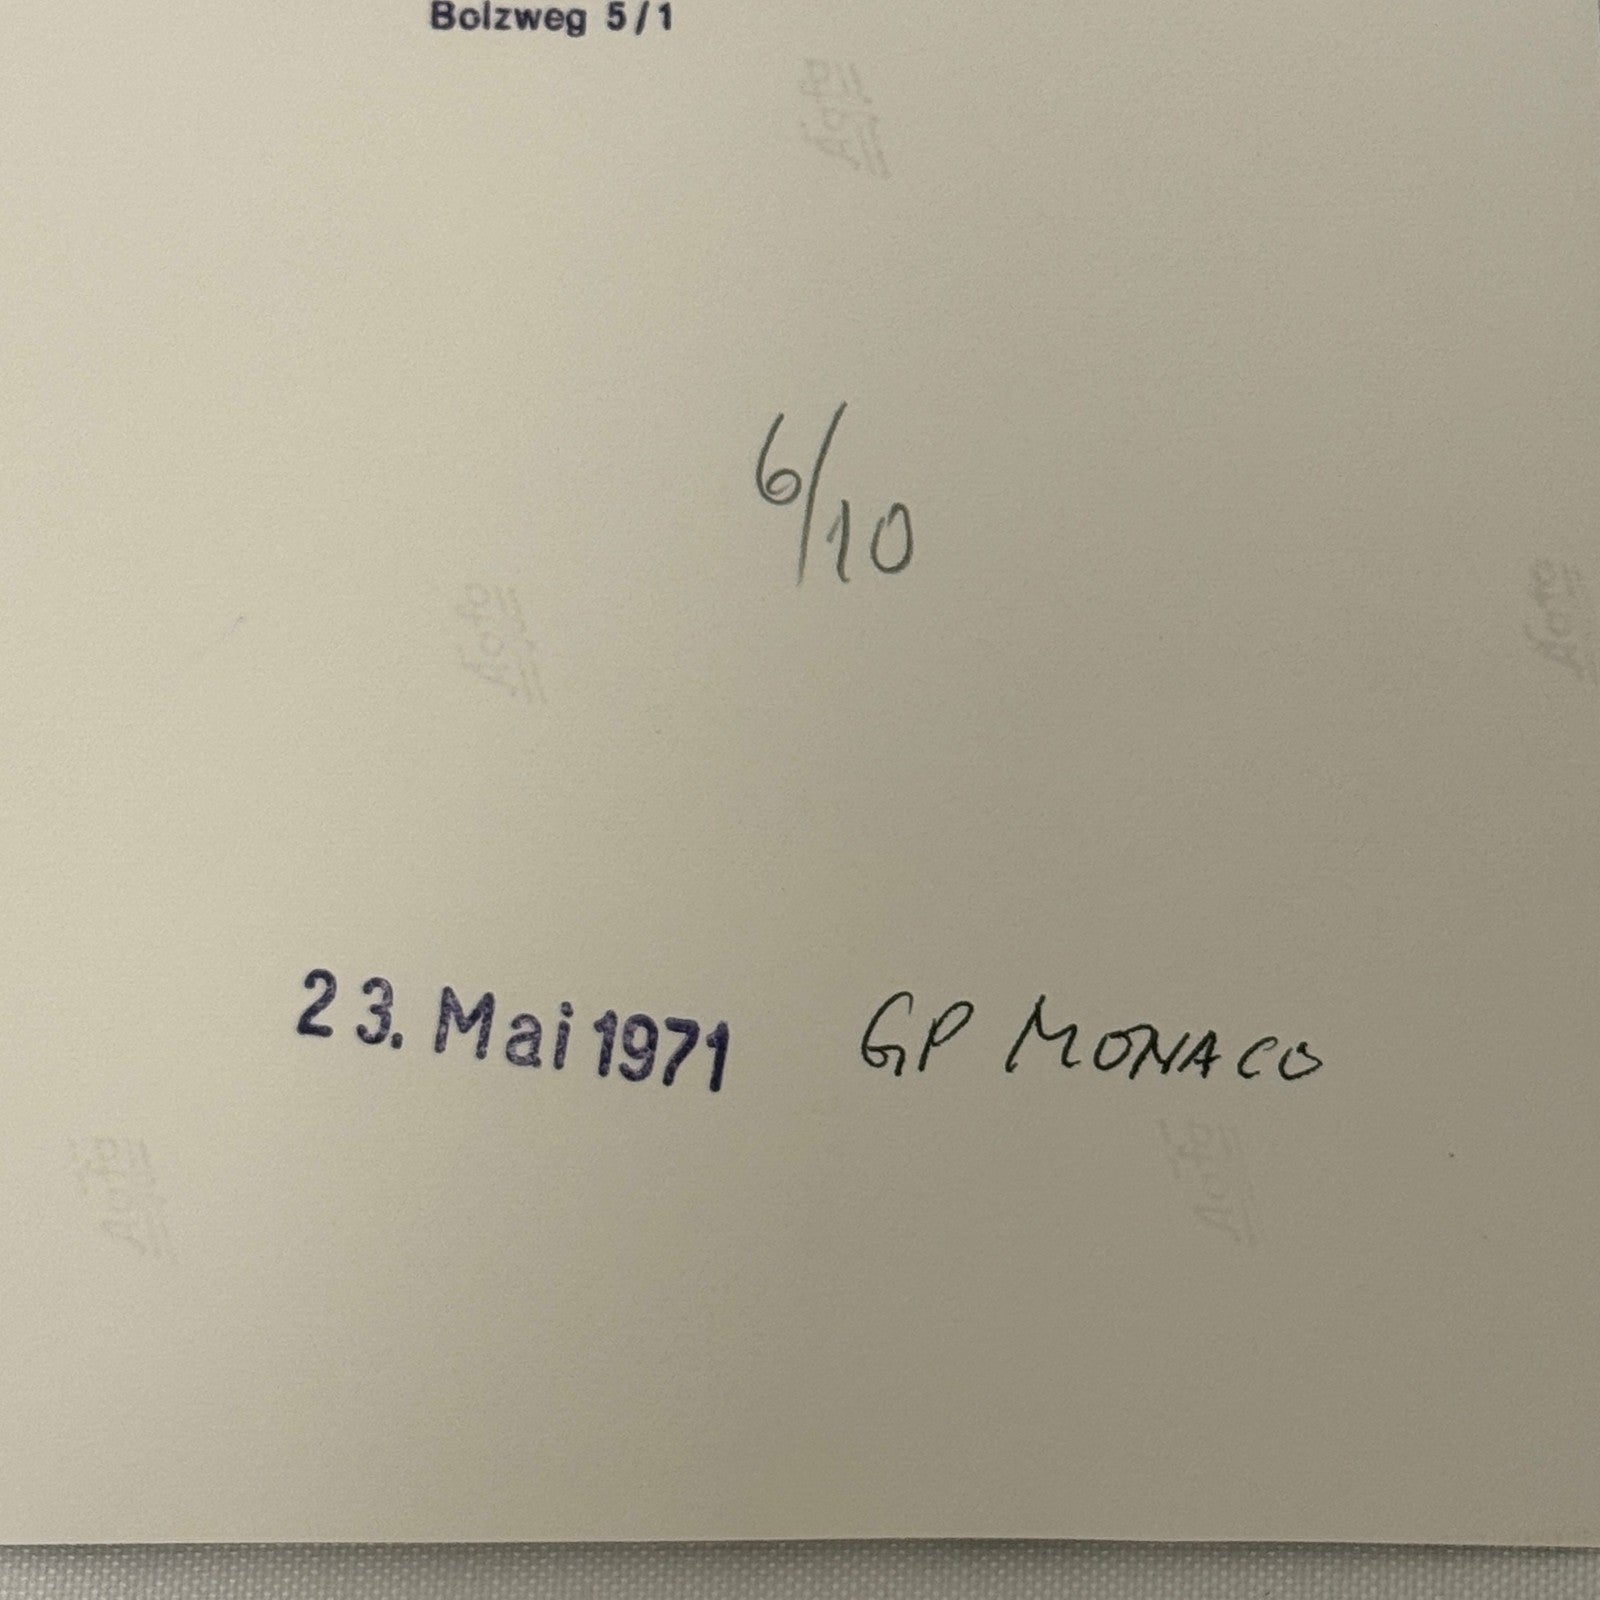 Bolzweg 5/1
6/10
23. Mai 1971 GP MONACO